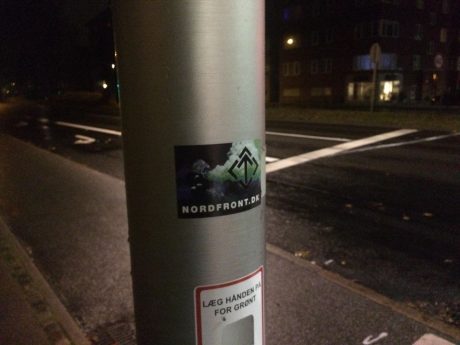 NORDFRONT.DK
LÆG HÅNDEN PÅ
FOR GRØNT